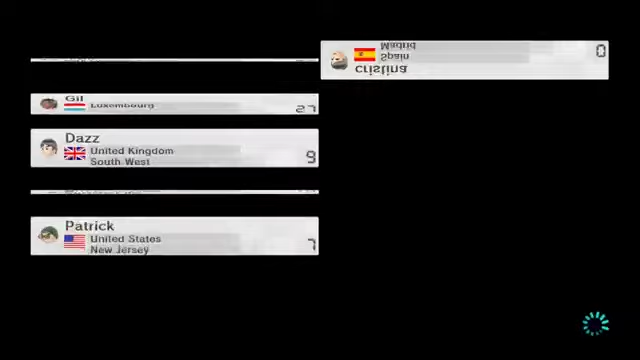 Gil
Luxembourg
27
Dazz
United Kingdom
South West
9
Patrick
United States
New Jersey
7
Madrid
Spain
cristina
0